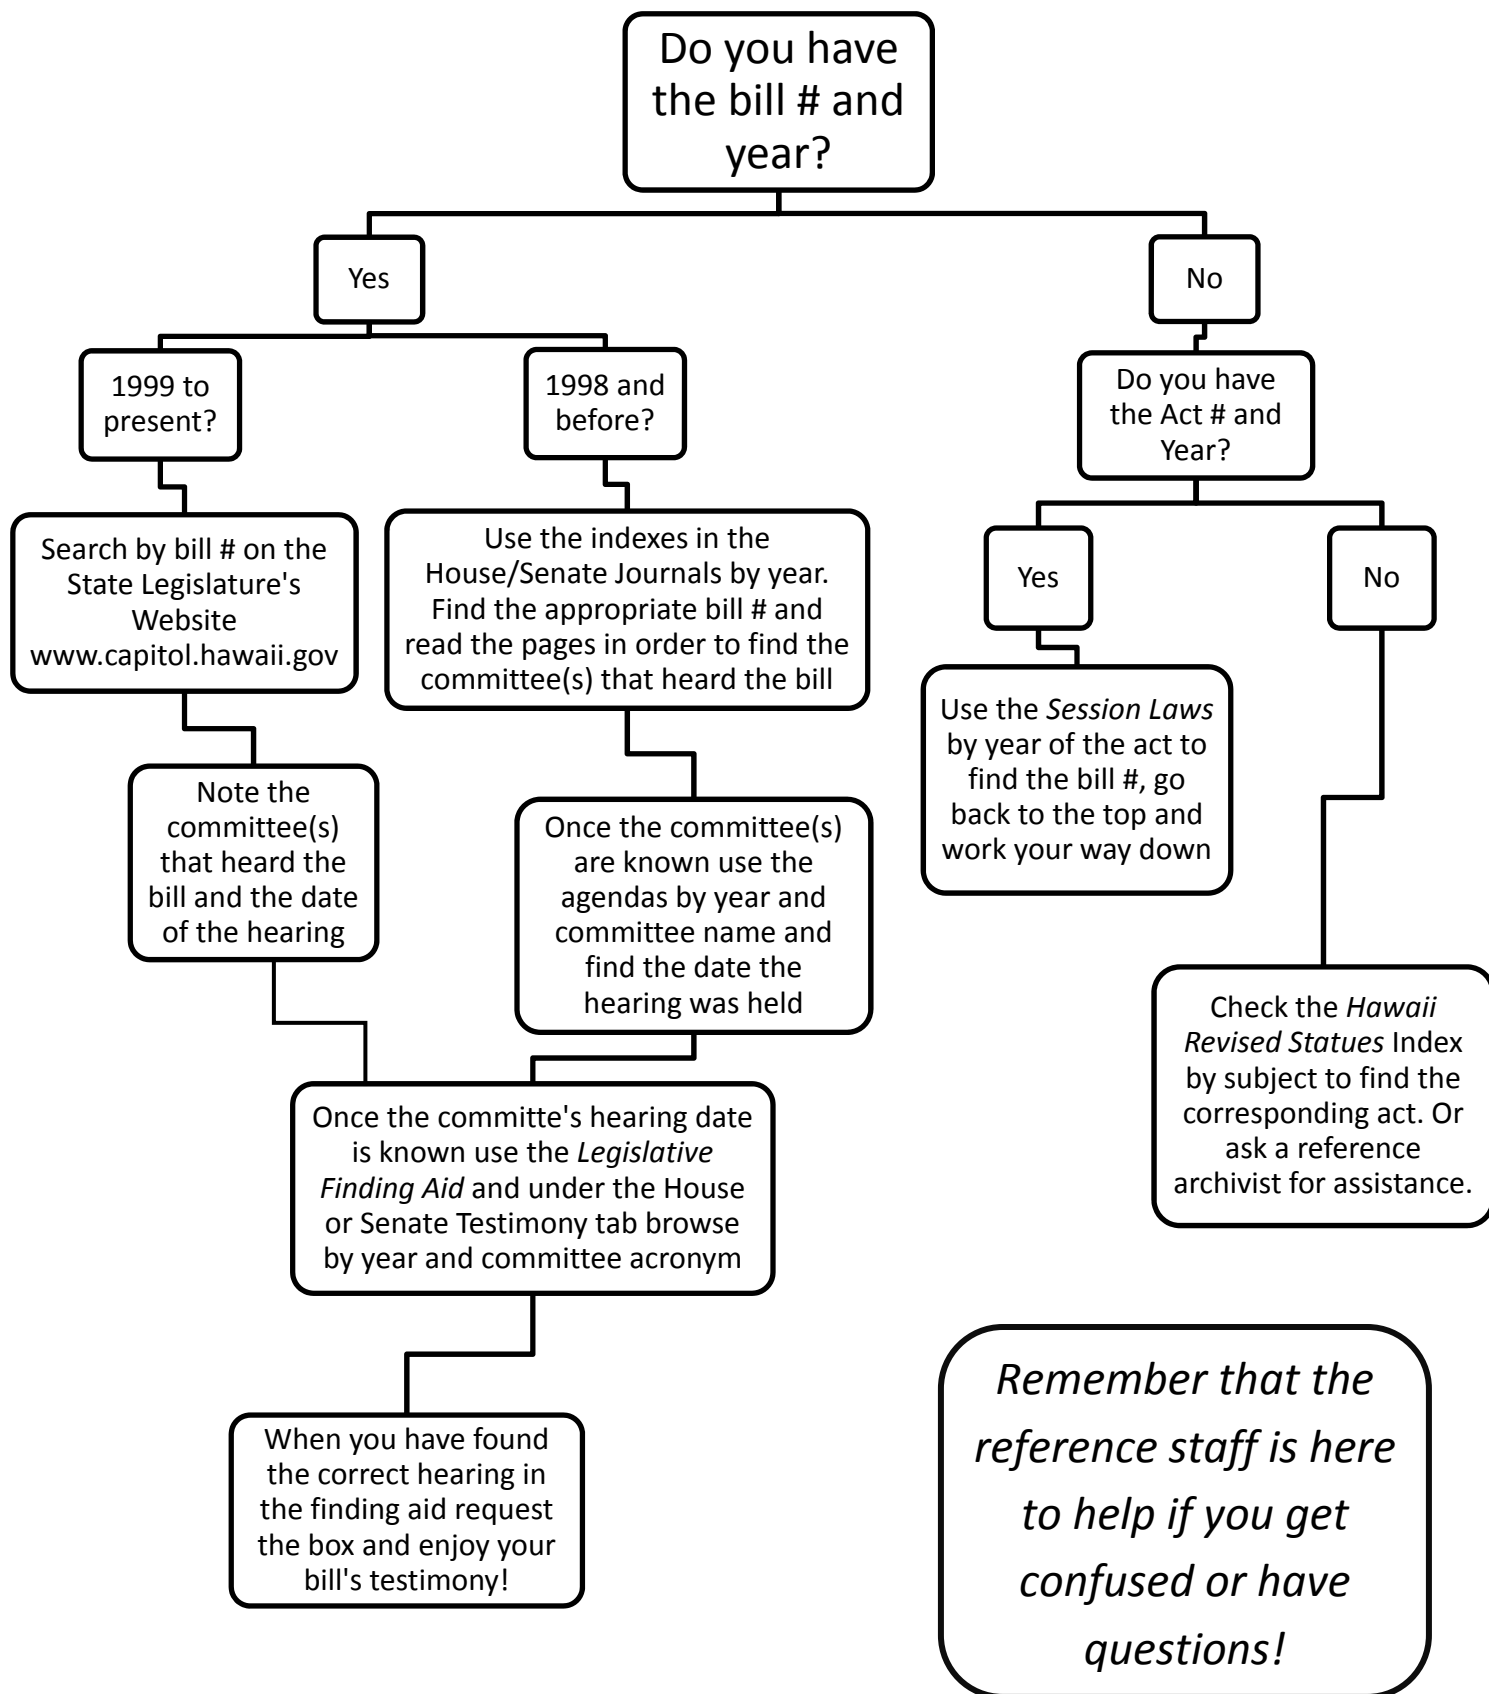 Do you have
the bill # and
year?
Yes
No
1999 to
present?
1998 and
before?
Do you have
the Act # and
Year?
Search by bill # on the
State Legislature's
Website
www.capitol.hawaii.gov
Use the indexes in the
House/Senate Journals by year.
Find the appropriate bill # and
read the pages in order to find the
committee(s) that heard the bill
Yes
No
Use the Session Laws
by year of the act to
find the bill #, go
back to the top and
work your way down
Note the
committee(s)
that heard the
bill and the date
of the hearing
Once the committee(s)
are known use the
agendas by year and
committee name and
find the date the
hearing was held
Check the Hawaii
Revised Statues Index
by subject to find the
corresponding act. Or
ask a reference
archivist for assistance.
Once the committe's hearing date
is known use the Legislative
Finding Aid and under the House
or Senate Testimony tab browse
by year and committee acronym
When you have found
the correct hearing in
the finding aid request
the box and enjoy your
bill's testimony!
Remember that the
reference staff is here
to help if you get
confused or have
questions!